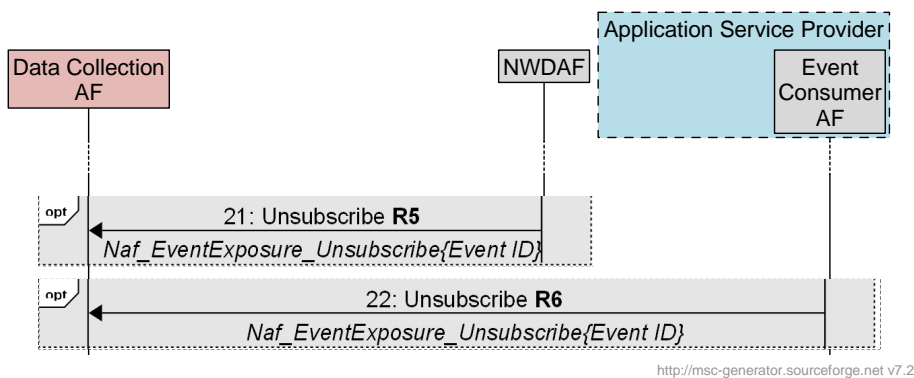 Application Service Provider
Data Collection
AF
NWDAF
Event
Consumer
AF
opt
21: Unsubscribe R5
Naf_EventExposure_Unsubscribe{Event ID}
opt
22: Unsubscribe R6
Naf_EventExposure_Unsubscribe{Event ID}
http://msc-generator.sourceforge.net v7.2